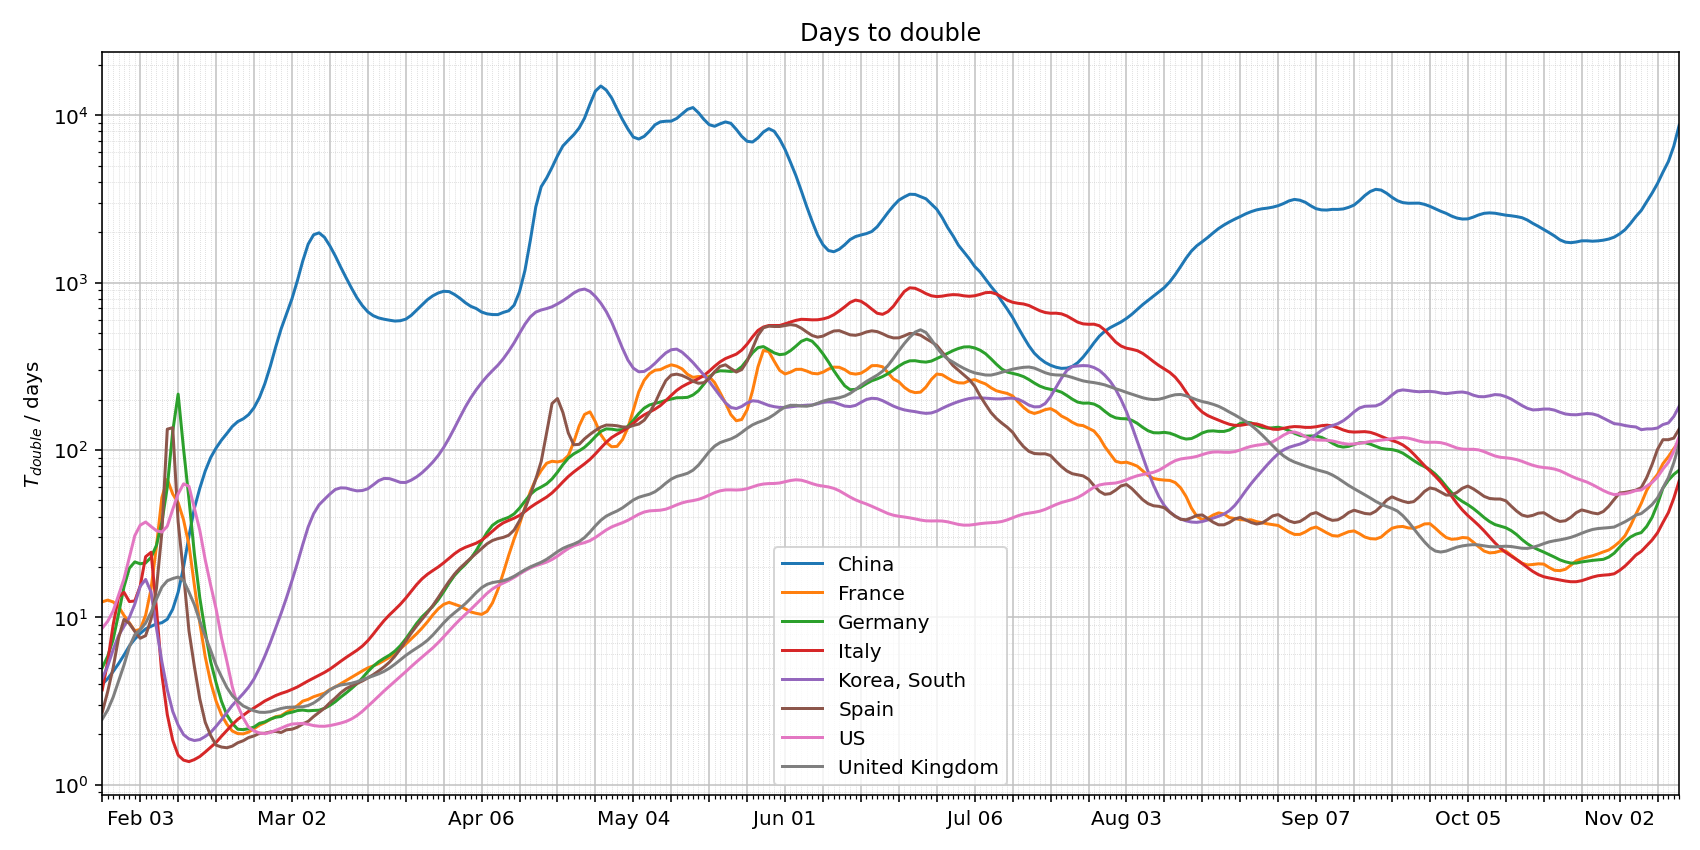 Days to double
T_double / days
10^4
10^3
10^2
10^1
10^0
Feb 03 Mar 02 Apr 06 May 04 Jun 01 Jul 06 Aug 03 Sep 07 Oct 05 Nov 02
China
France
Germany
Italy
Korea, South
Spain
US
United Kingdom